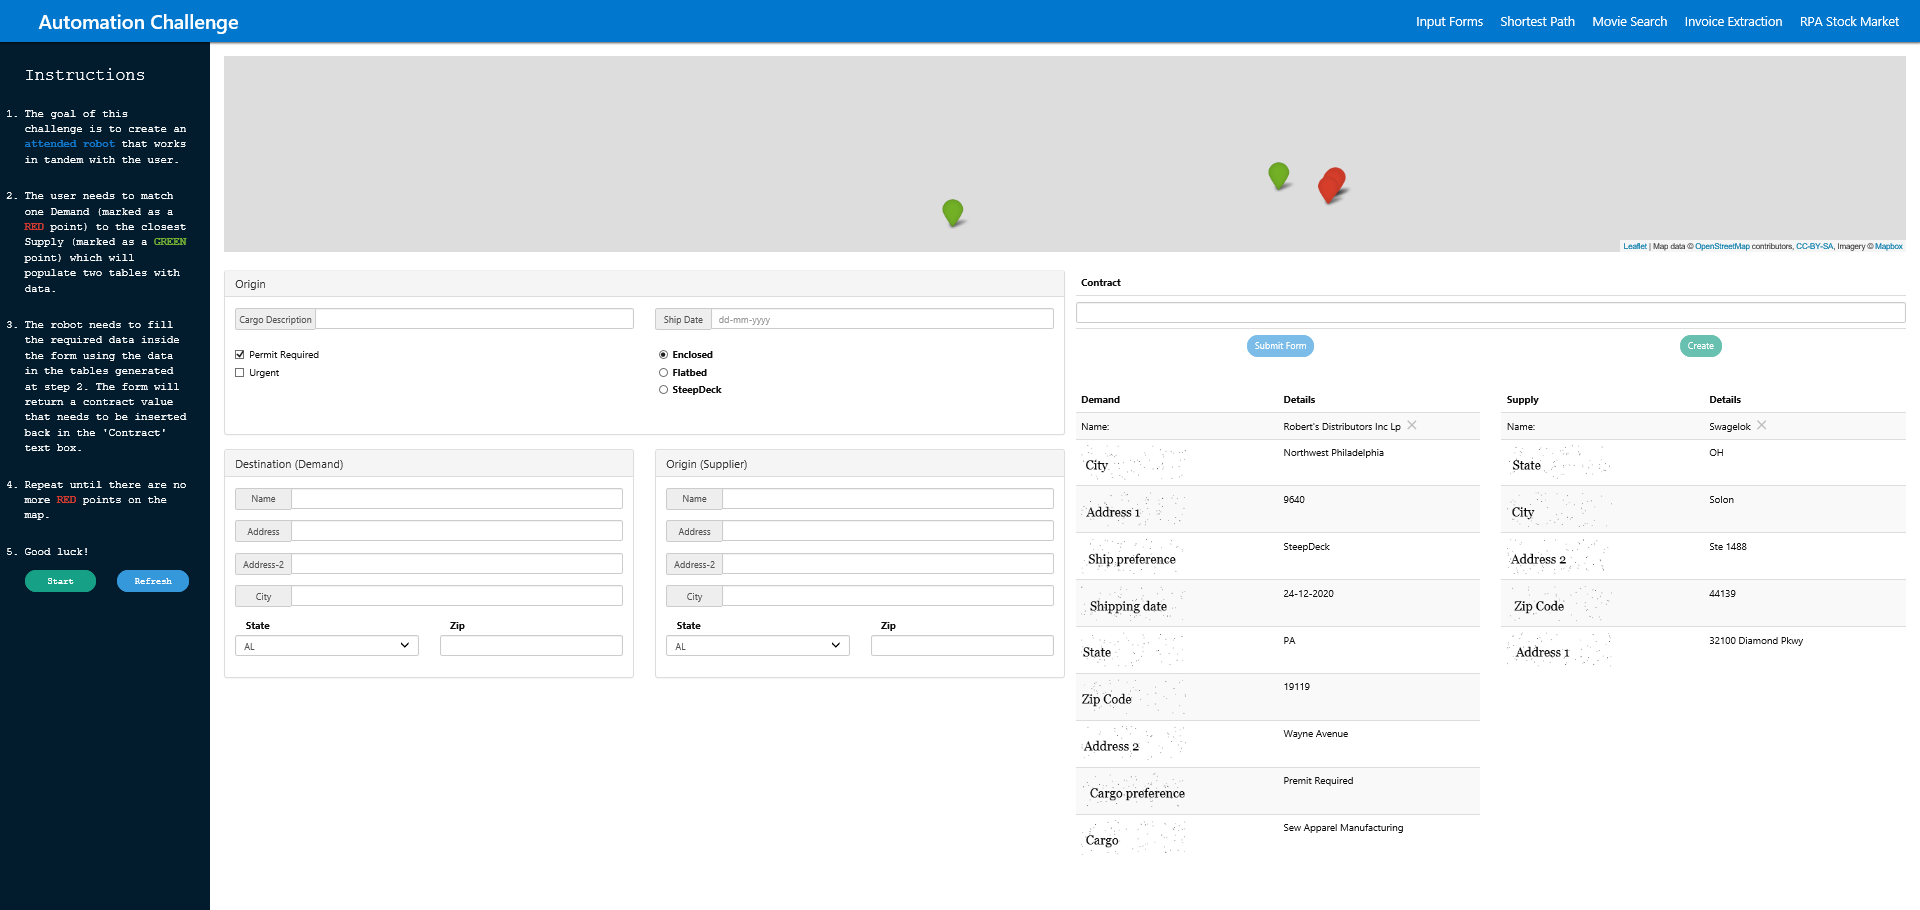 Automation Challenge
Input Forms Shortest Path Movie Search Invoice Extraction RPA Stock Market
Instructions
1. The goal of this
challenge is to create an
attended robot that works
in tandem with the user.
2. The user needs to match
one Demand (marked as a
RED point) to the closest
Supply (marked as a GREEN
point) which will
populate two tables with
data.
3. The robot needs to fill
the required data inside
the form using the data
in the tables generated
at step 2. The form will
return a contract value
that needs to be inserted
back in the 'Contract'
text box.
4. Repeat until there are no
more RED points on the
map.
5. Good luck!
Start Refresh
Leaflet | Map data © OpenStreetMap contributors, CC-BY-SA, Imagery © Mapbox
Origin
Cargo Description
Ship Date dd-mm-yyyy
Permit Required
Urgent
Enclosed
Flatbed
SteepDeck
Destination (Demand)
Name
Address
Address-2
City
State Zip
AL
Origin (Supplier)
Name
Address
Address-2
City
State Zip
AL
Contract
Submit Form Create
Demand Details
Name: Robert's Distributors Inc Lp ×
City Northwest Philadelphia
Address 1 9640
Ship preference SteepDeck
Shipping date 24-12-2020
State PA
Zip Code 19119
Address 2 Wayne Avenue
Cargo preference Premit Required
Cargo Sew Apparel Manufacturing
Supply Details
Name: Swagelok ×
State OH
City Solon
Address 2 Ste 1488
Zip Code 44139
Address 1 32100 Diamond Pkwy